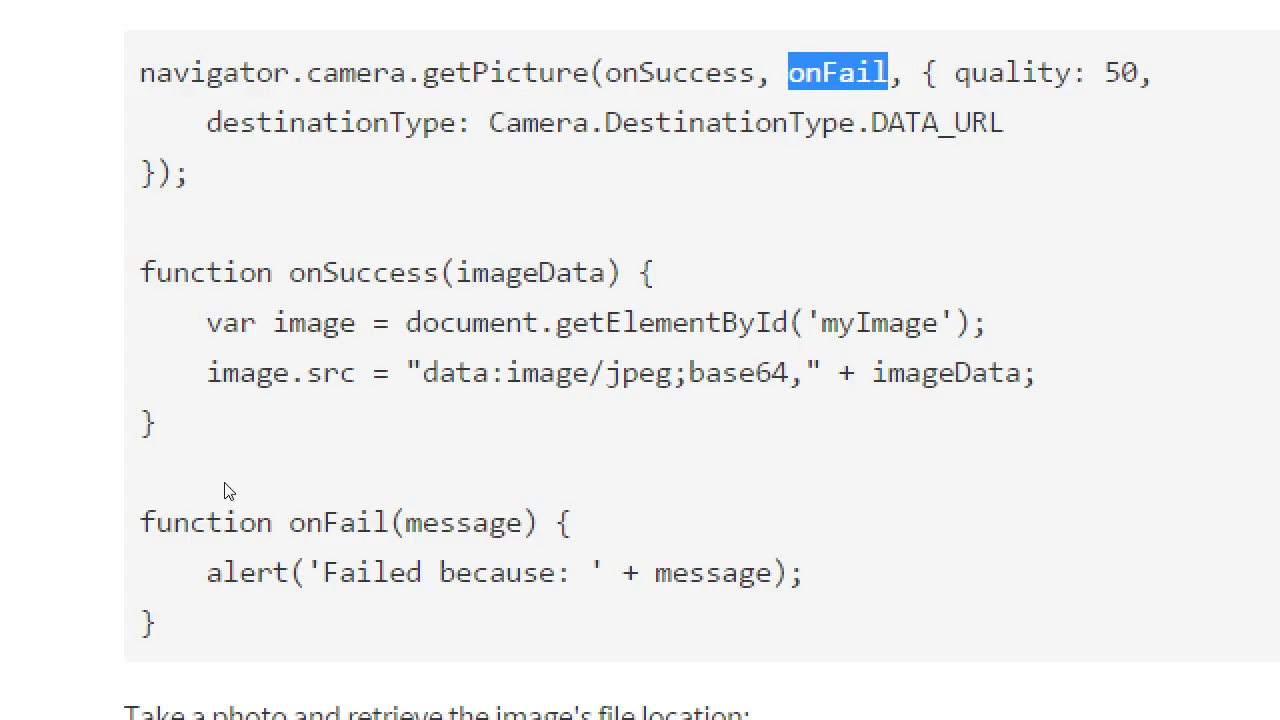 navigator.camera.getPicture(onSuccess, onFail, { quality: 50,
    destinationType: Camera.DestinationType.DATA_URL
});
function onSuccess(imageData) {
    var image = document.getElementById('myImage');
    image.src = "data:image/jpeg;base64," + imageData;
}
function onFail(message) {
    alert('Failed because: ' + message);
}
Take a photo and retrieve the image's file location: